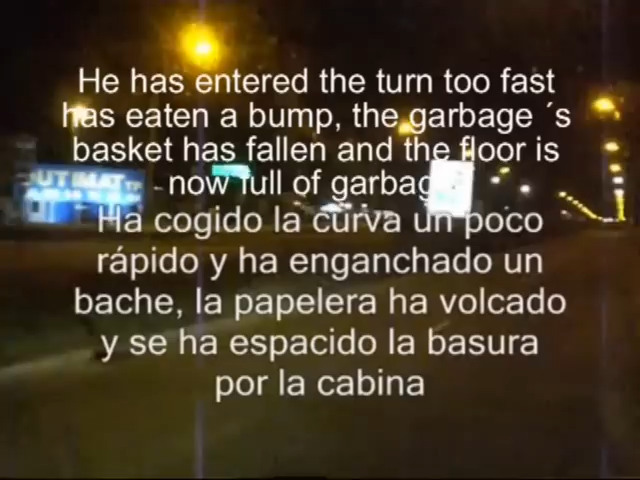 He has entered the turn too fast
has eaten a bump, the garbage ´s
basket has fallen and the floor is
now full of garbag
Ha cogido la curva un poco
rápido y ha enganchado un
bache, la papelera ha volcado
y se ha espacido la basura
por la cabina